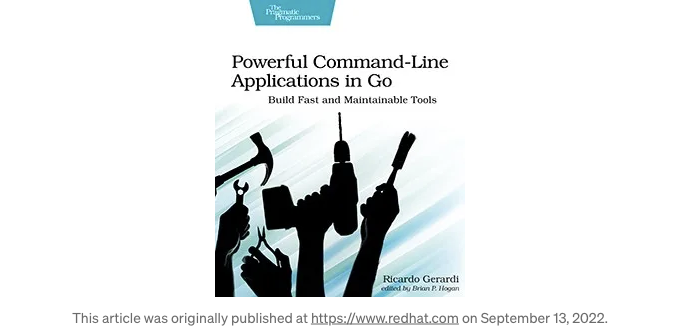 The
Pragmatic
Programmers
Powerful Command-Line
Applications in Go
Build Fast and Maintainable Tools
Ricardo Gerardi
edited by Brian P. Hogan
This article was originally published at https://www.redhat.com on September 13, 2022.